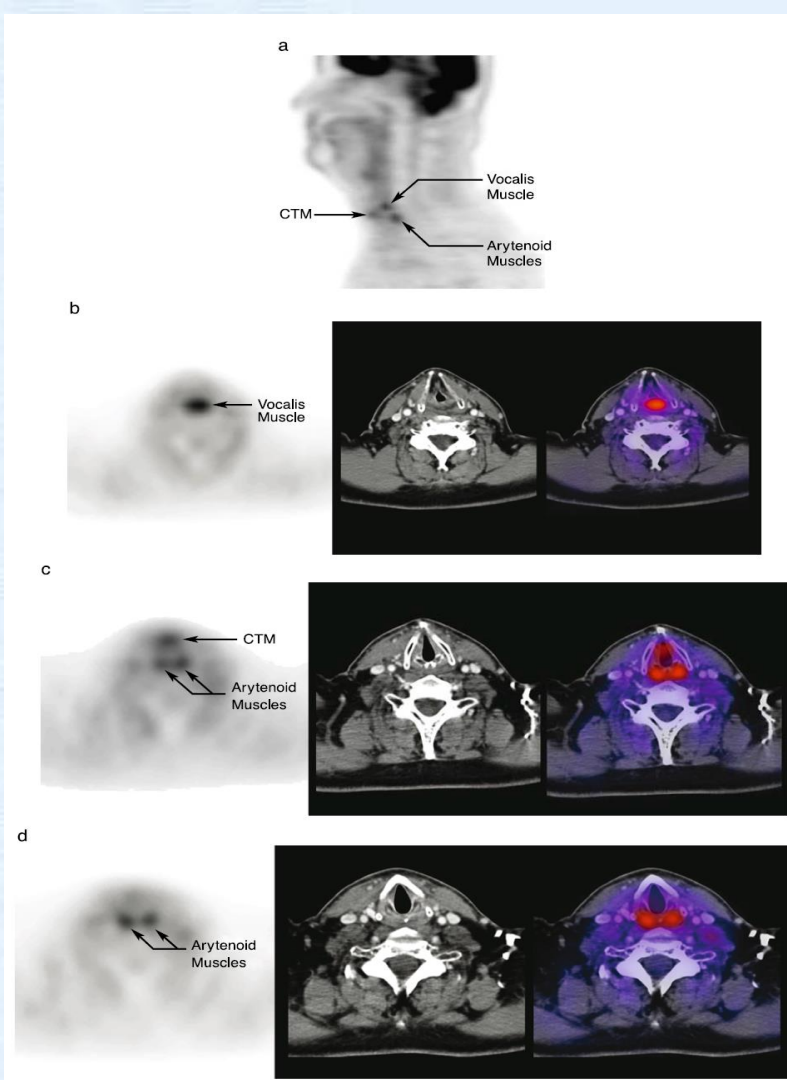 a
Vocalis
Muscle
CTM
Arytenoid
Muscles
b
Vocalis
Muscle
c
CTM
Arytenoid
Muscles
d
Arytenoid
Muscles